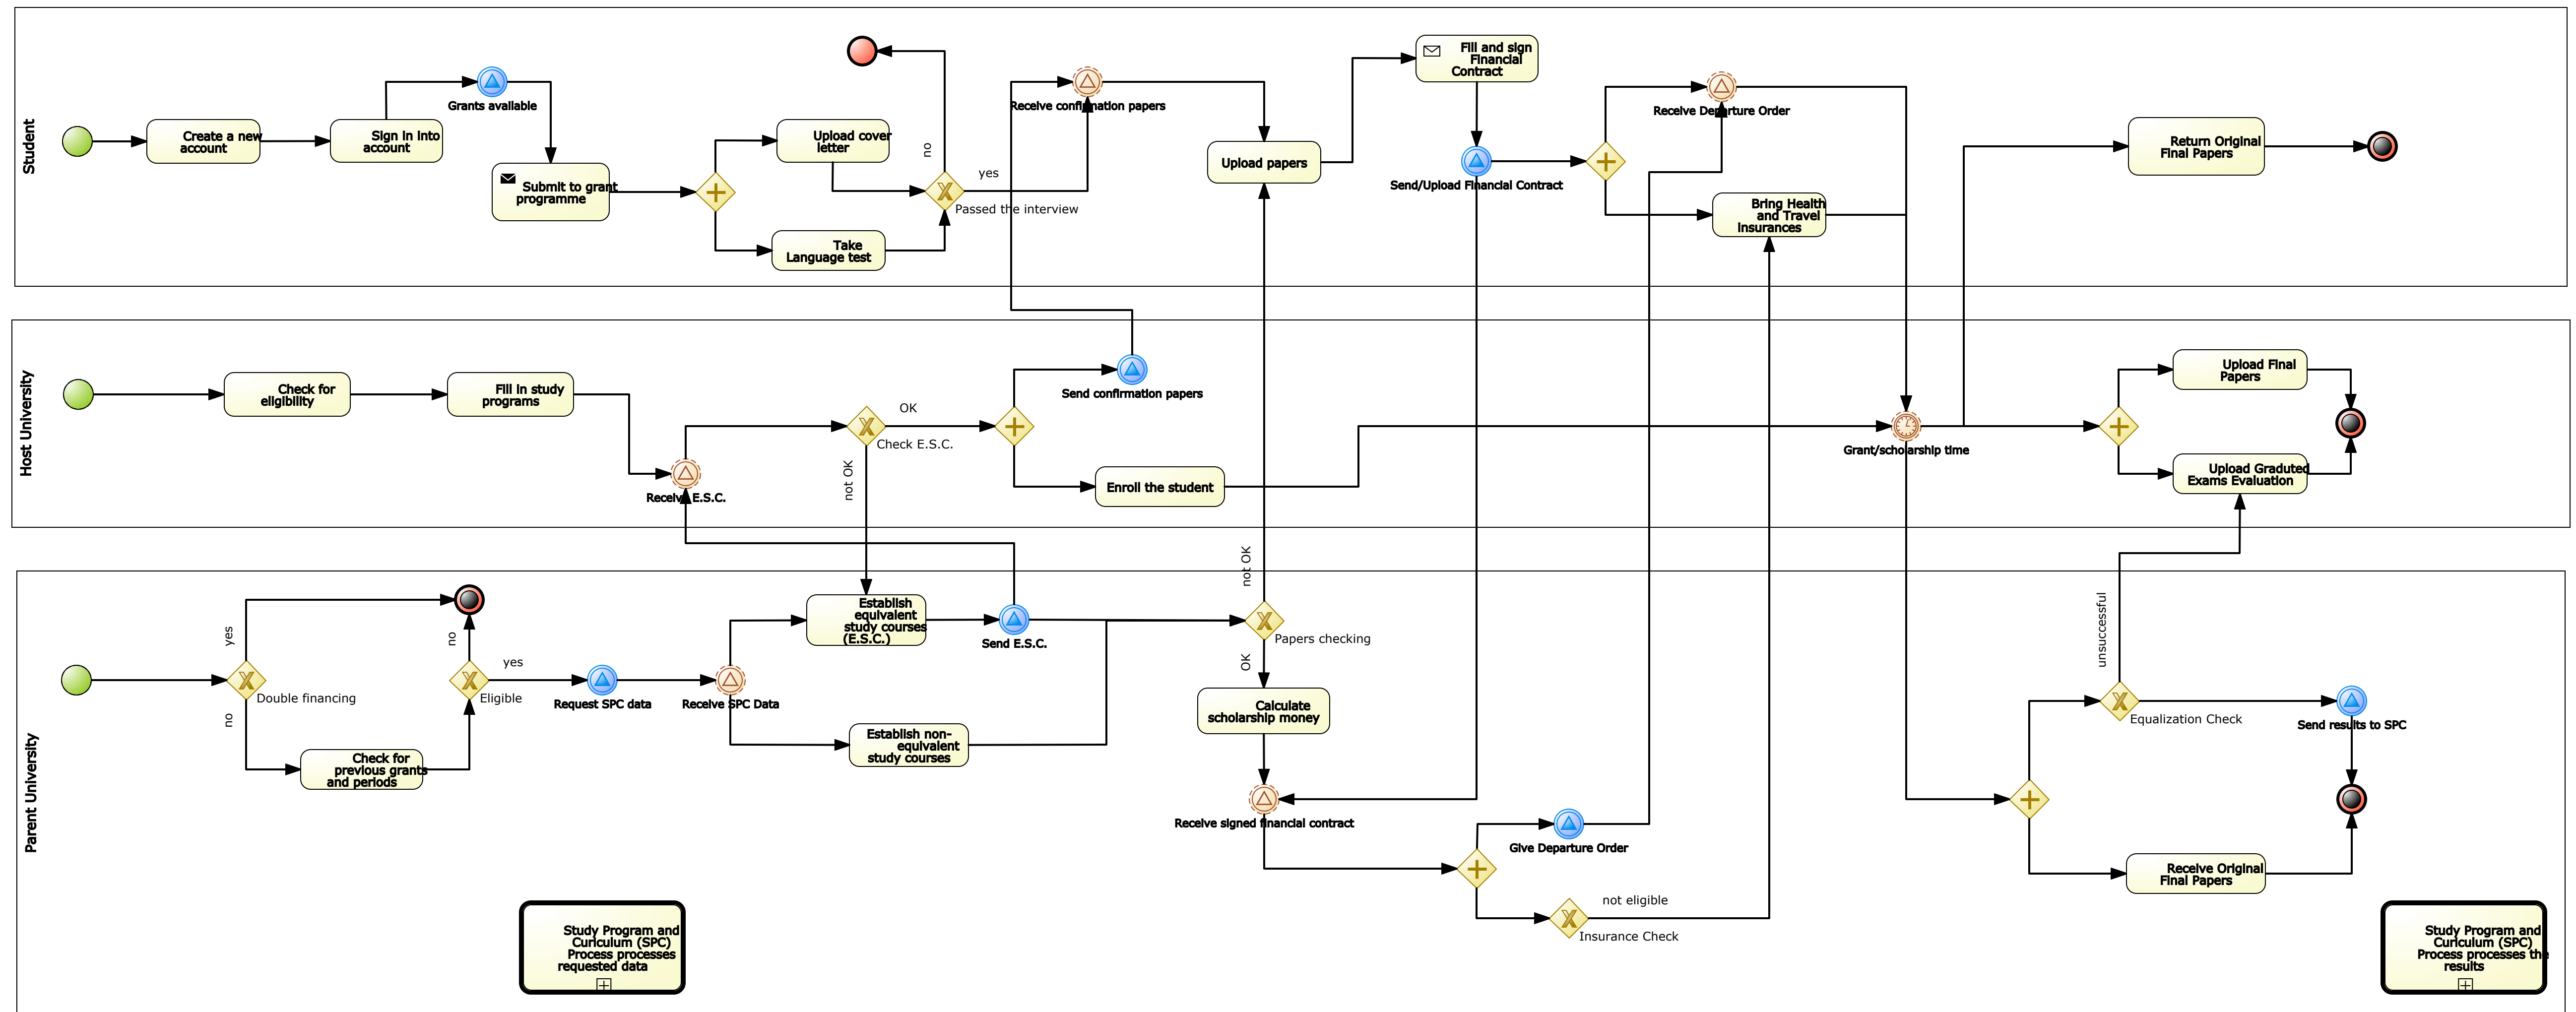 Student
Create a new
account
Sign in into
account
Grants available
Submit to grant
programme
Upload cover
letter
Take
Language test
no
yes
Passed the interview
Receive confirmation papers
Upload papers
Fill and sign
Financial
Contract
Send/Upload Financial Contract
Receive Departure Order
Bring Health
and Travel
insurances
Return Original
Final Papers
Host University
Check for
eligibility
Fill in study
programs
Receive E.S.C.
OK
Check E.S.C.
not OK
Send confirmation papers
Enroll the student
Grant/scholarship time
Upload Final
Papers
Upload Graduted
Exams Evaluation
Parent University
yes
Double financing
no
Check for
previous grants
and periods
no
yes
Eligible
Request SPC data
Receive SPC Data
Establish
equivalent
study courses
(E.S.C.)
Send E.S.C.
Establish non-
equivalent
study courses
not OK
Papers checking
OK
Calculate
scholarship money
Receive signed financial contract
Give Departure Order
not eligible
Insurance Check
unsuccessful
Equalization Check
Send results to SPC
Receive Original
Final Papers
Study Program and
Curiculum (SPC)
Process processes
requested data
Study Program and
Curiculum (SPC)
Process processes the
results